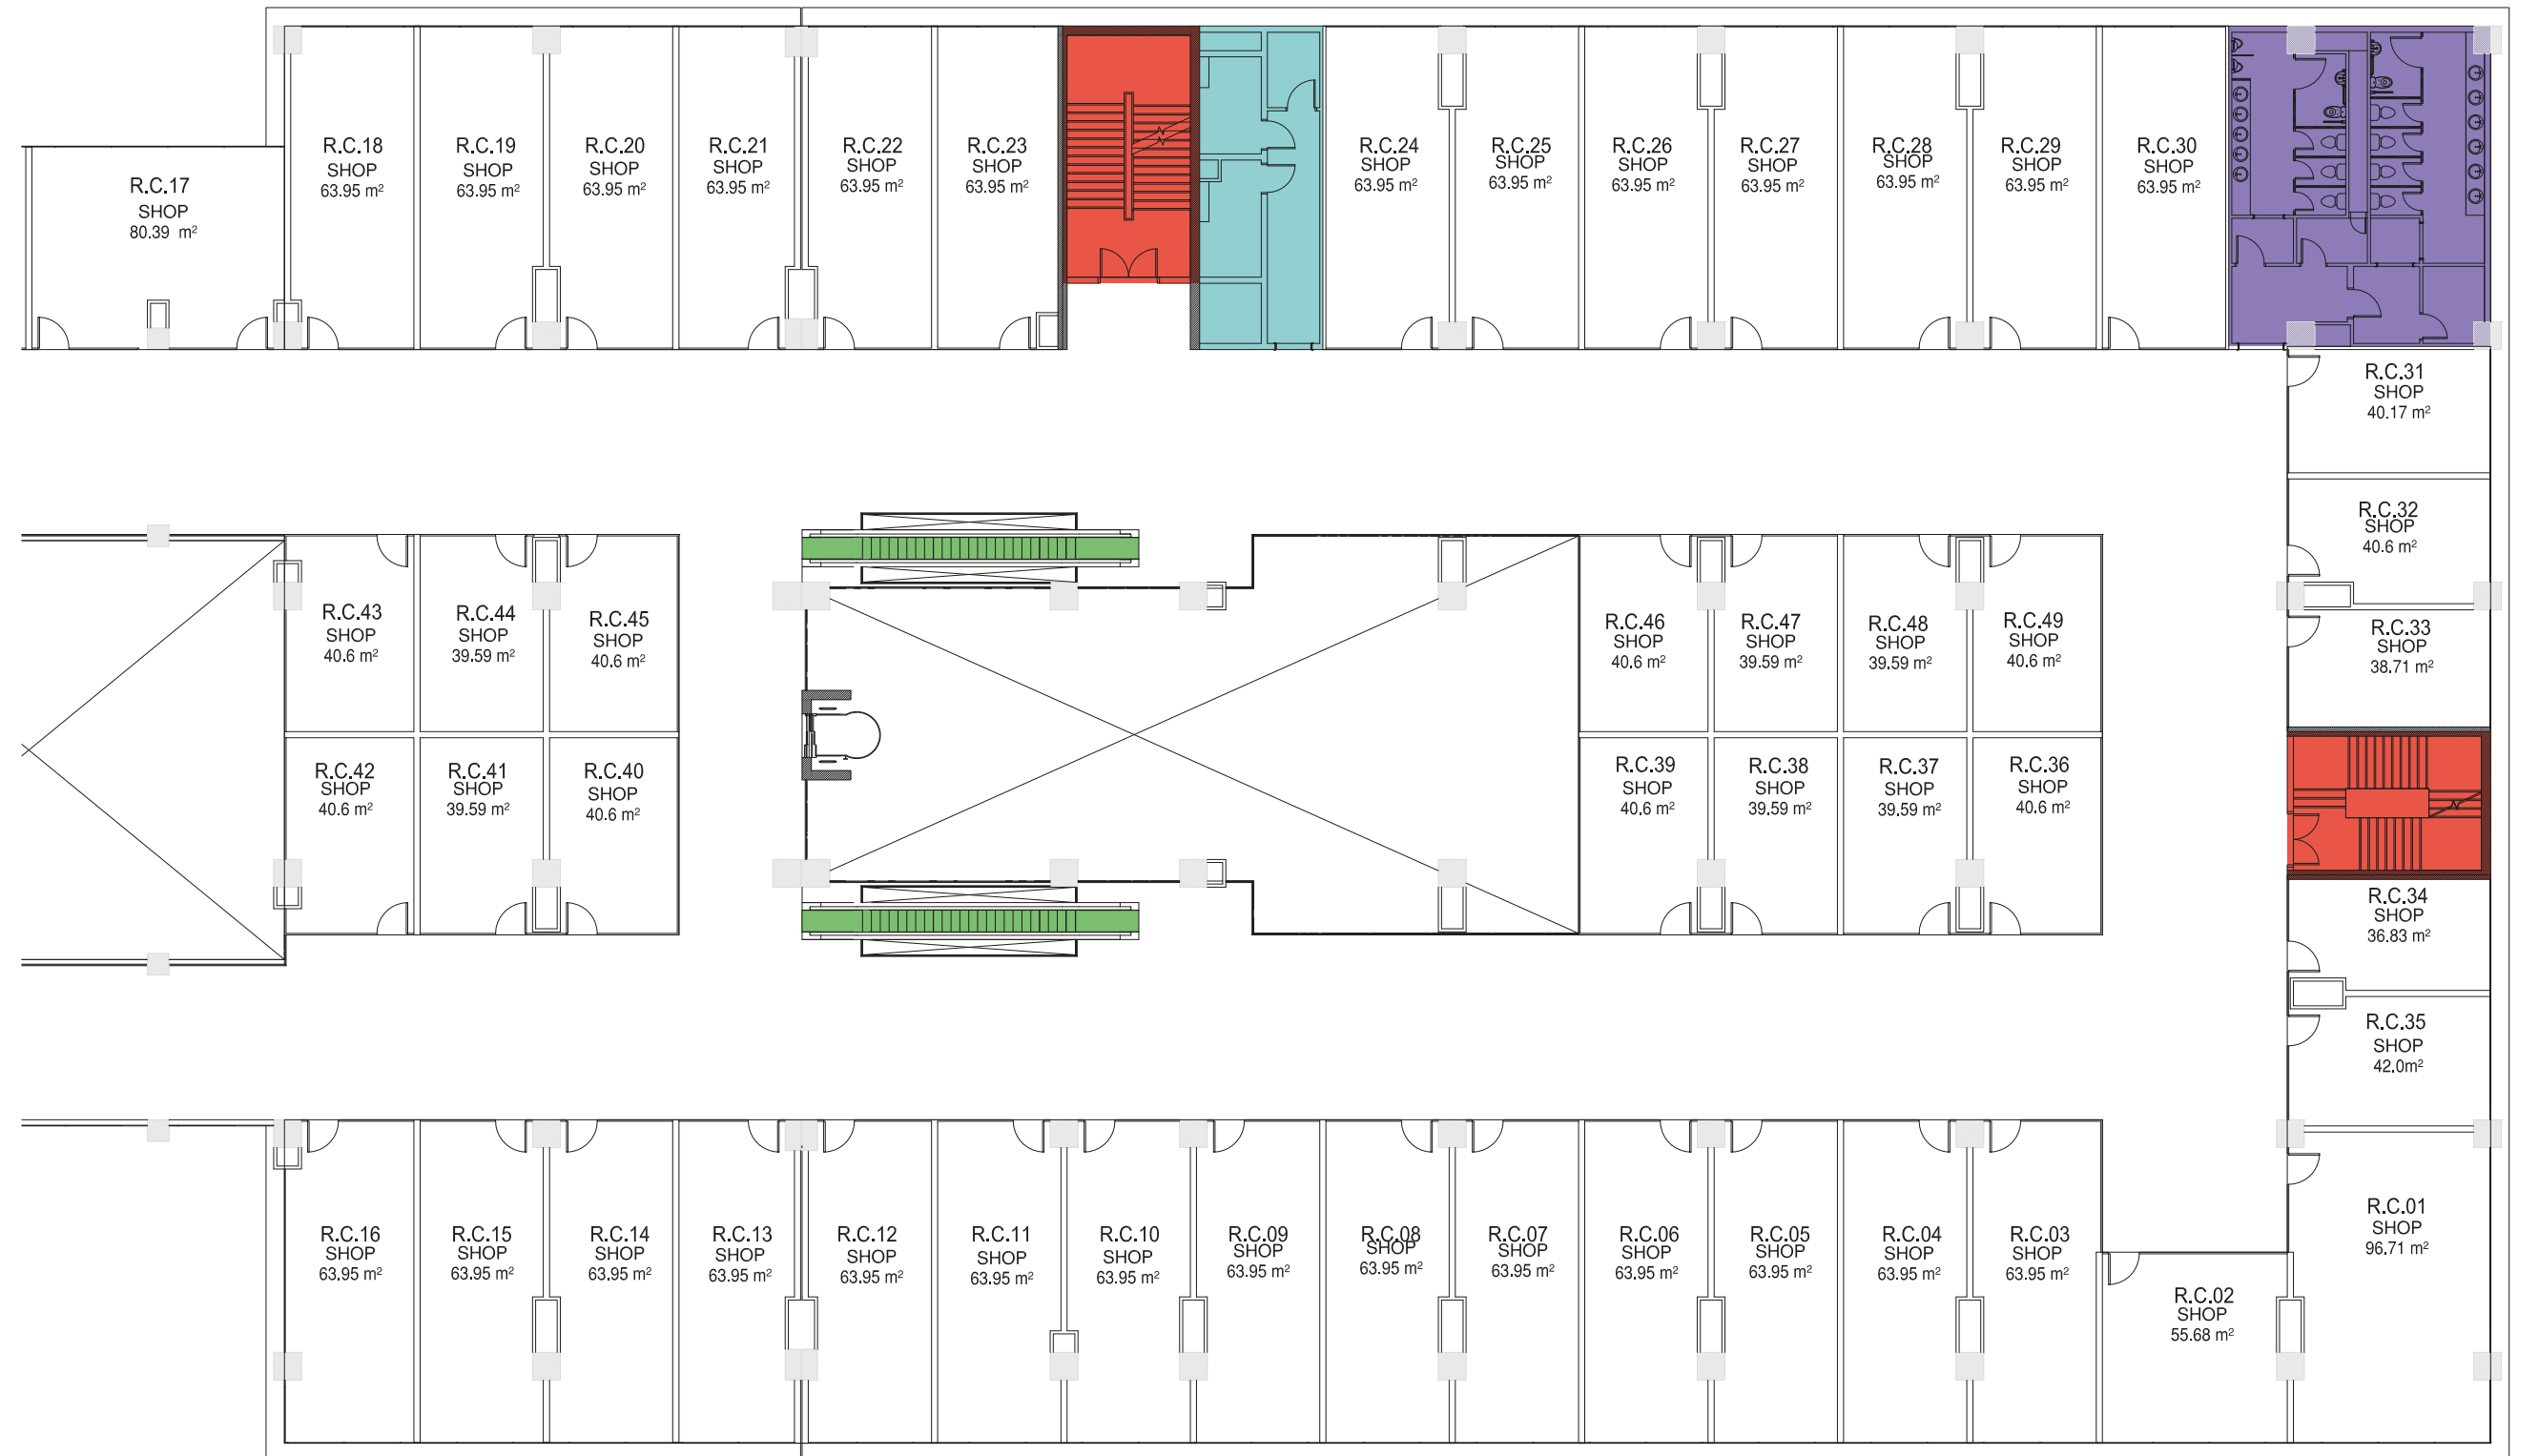 R.C.17
SHOP
80.39 m²
R.C.18
SHOP
63.95 m²
R.C.19
SHOP
63.95 m²
R.C.20
SHOP
63.95 m²
R.C.21
SHOP
63.95 m²
R.C.22
SHOP
63.95 m²
R.C.23
SHOP
63.95 m²
R.C.24
SHOP
63.95 m²
R.C.25
SHOP
63.95 m²
R.C.26
SHOP
63.95 m²
R.C.27
SHOP
63.95 m²
R.C.28
SHOP
63.95 m²
R.C.29
SHOP
63.95 m²
R.C.30
SHOP
63.95 m²
R.C.31
SHOP
40.17 m²
R.C.32
SHOP
40.6 m²
R.C.33
SHOP
38.71 m²
R.C.43
SHOP
40.6 m²
R.C.44
SHOP
39.59 m²
R.C.45
SHOP
40.6 m²
R.C.46
SHOP
40.6 m²
R.C.47
SHOP
39.59 m²
R.C.48
SHOP
39.59 m²
R.C.49
SHOP
40.6 m²
R.C.42
SHOP
40.6 m²
R.C.41
SHOP
39.59 m²
R.C.40
SHOP
40.6 m²
R.C.39
SHOP
40.6 m²
R.C.38
SHOP
39.59 m²
R.C.37
SHOP
39.59 m²
R.C.36
SHOP
40.6 m²
R.C.34
SHOP
36.83 m²
R.C.35
SHOP
42.0m²
R.C.16
SHOP
63.95 m²
R.C.15
SHOP
63.95 m²
R.C.14
SHOP
63.95 m²
R.C.13
SHOP
63.95 m²
R.C.12
SHOP
63.95 m²
R.C.11
SHOP
63.95 m²
R.C.10
SHOP
63.95 m²
R.C.09
SHOP
63.95 m²
R.C.08
SHOP
63.95 m²
R.C.07
SHOP
63.95 m²
R.C.06
SHOP
63.95 m²
R.C.05
SHOP
63.95 m²
R.C.04
SHOP
63.95 m²
R.C.03
SHOP
63.95 m²
R.C.02
SHOP
55.68 m²
R.C.01
SHOP
96.71 m²